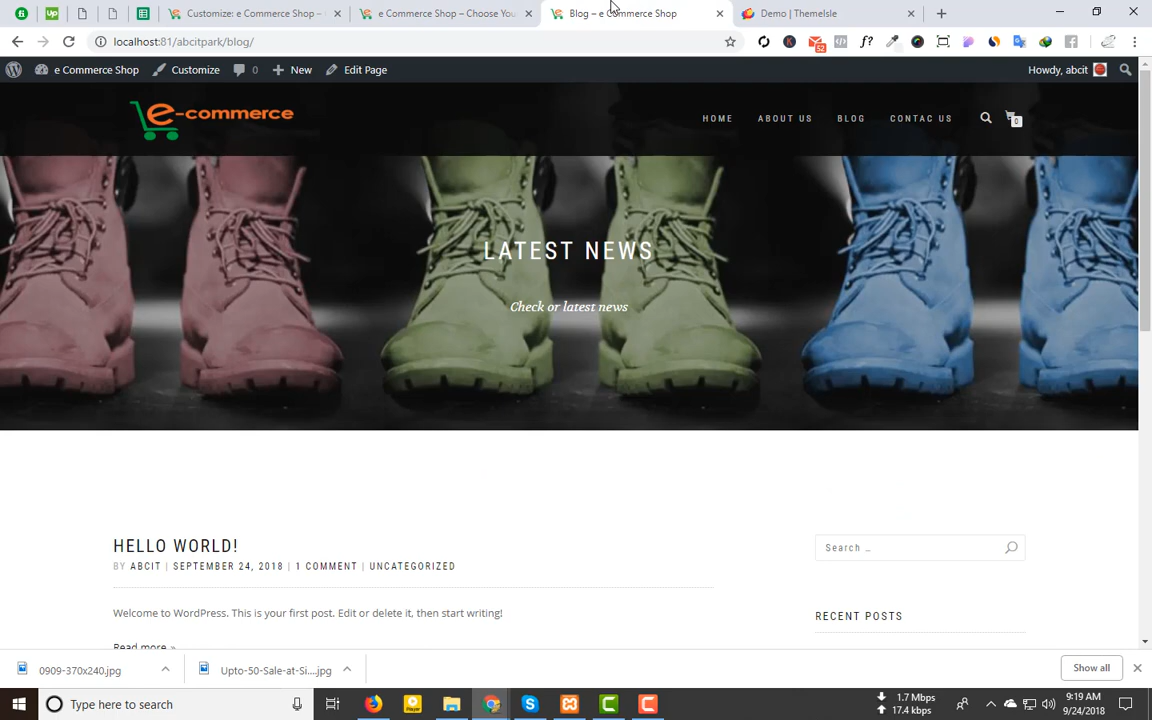 Customize: e Commerce Shop –
e Commerce Shop – Choose You
Blog – e Commerce Shop
Demo | ThemeIsle
localhost:81/abcitpark/blog/
52
f?
e Commerce Shop
Customize
0
New
Edit Page
Howdy, abcit
e-commerce
HOME
ABOUT US
BLOG
CONTAC US
0
LATEST NEWS
Check or latest news
HELLO WORLD!
BY ABCIT | SEPTEMBER 24, 2018 | 1 COMMENT | UNCATEGORIZED
Welcome to WordPress. This is your first post. Edit or delete it, then start writing!
Read more »
Search …
RECENT POSTS
0909-370x240.jpg
Upto-50-Sale-at-Si....jpg
Show all
Type here to search
1.7 Mbps
17.4 kbps
9:19 AM
9/24/2018